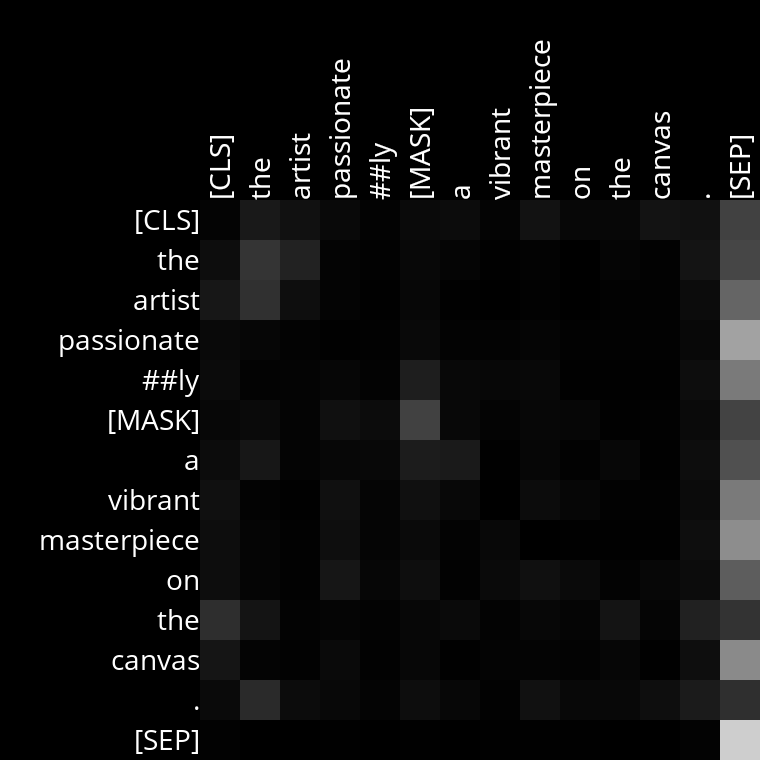 [CLS] the artist passionate ##ly [MASK] a vibrant masterpiece on the canvas . [SEP]
[CLS]
the
artist
passionate
##ly
[MASK]
a
vibrant
masterpiece
on
the
canvas
.
[SEP]